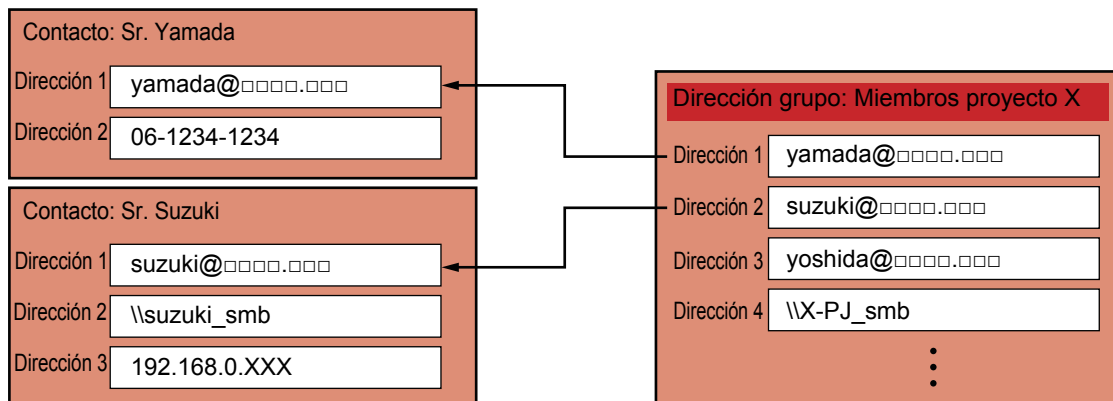 Contacto: Sr. Yamada
Dirección 1 yamada@□□□□.□□□
Dirección 2 06-1234-1234
Contacto: Sr. Suzuki
Dirección 1 suzuki@□□□□.□□□
Dirección 2 \\suzuki_smb
Dirección 3 192.168.0.XXX
Dirección grupo: Miembros proyecto X
Dirección 1 yamada@□□□□.□□□
Dirección 2 suzuki@□□□□.□□□
Dirección 3 yoshida@□□□□.□□□
Dirección 4 \\X-PJ_smb